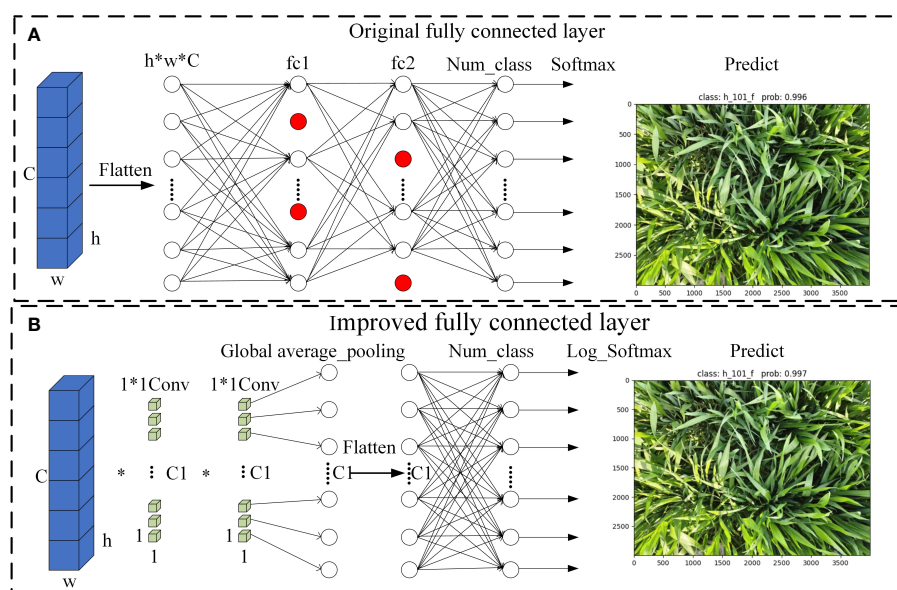 A
Original fully connected layer
h*w*C
fc1
fc2
Num_class
Softmax
Predict
class: h_101_f prob: 0.996
C
Flatten
h
w
0
500
1000
1500
2000
2500
0 500 1000 1500 2000 2500 3000 3500
B
Improved fully connected layer
Global average_pooling
Num_class
Log_Softmax
Predict
class: h_101_f prob: 0.997
1*1Conv
1*1Conv
C
*
C1
*
C1
C1
Flatten
C1
h
w
1
1
1
1
0
500
1000
1500
2000
2500
0 500 1000 1500 2000 2500 3000 3500